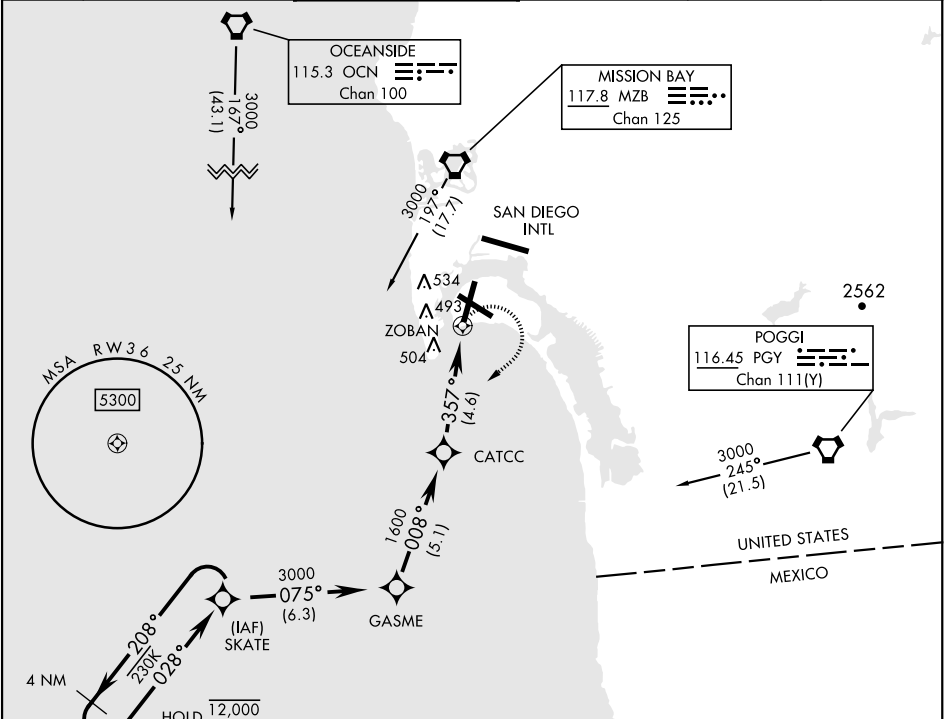 OCEANSIDE
115.3 OCN
Chan 100
3000
167°
(43.1)
MISSION BAY
117.8 MZB
Chan 125
3000
197°
(17.7)
SAN DIEGO
INTL
534
493
ZOBAN
504
2562
POGGI
116.45 PGY
Chan 111(Y)
MSA RW36 25 NM
5300
357°
(4.6)
CATCC
3000
245°
(21.5)
1600
008°
(5.1)
UNITED STATES
MEXICO
3000
075°
(6.3)
GASME
(IAF)
SKATE
208°
230K
028°
4 NM
HOLD 12,000